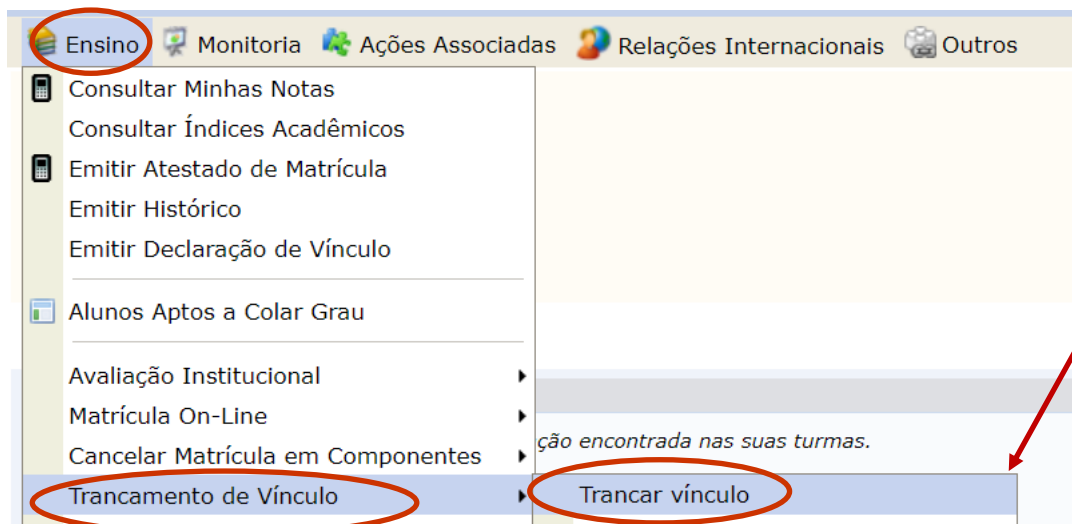 Ensino Monitoria Ações Associadas Relações Internacionais Outros
Consultar Minhas Notas
Consultar Índices Acadêmicos
Emitir Atestado de Matrícula
Emitir Histórico
Emitir Declaração de Vínculo
Alunos Aptos a Colar Grau
Avaliação Institucional
Matrícula On-Line
ção encontrada nas suas turmas.
Cancelar Matrícula em Componentes
Trancamento de Vínculo
Trancar vínculo